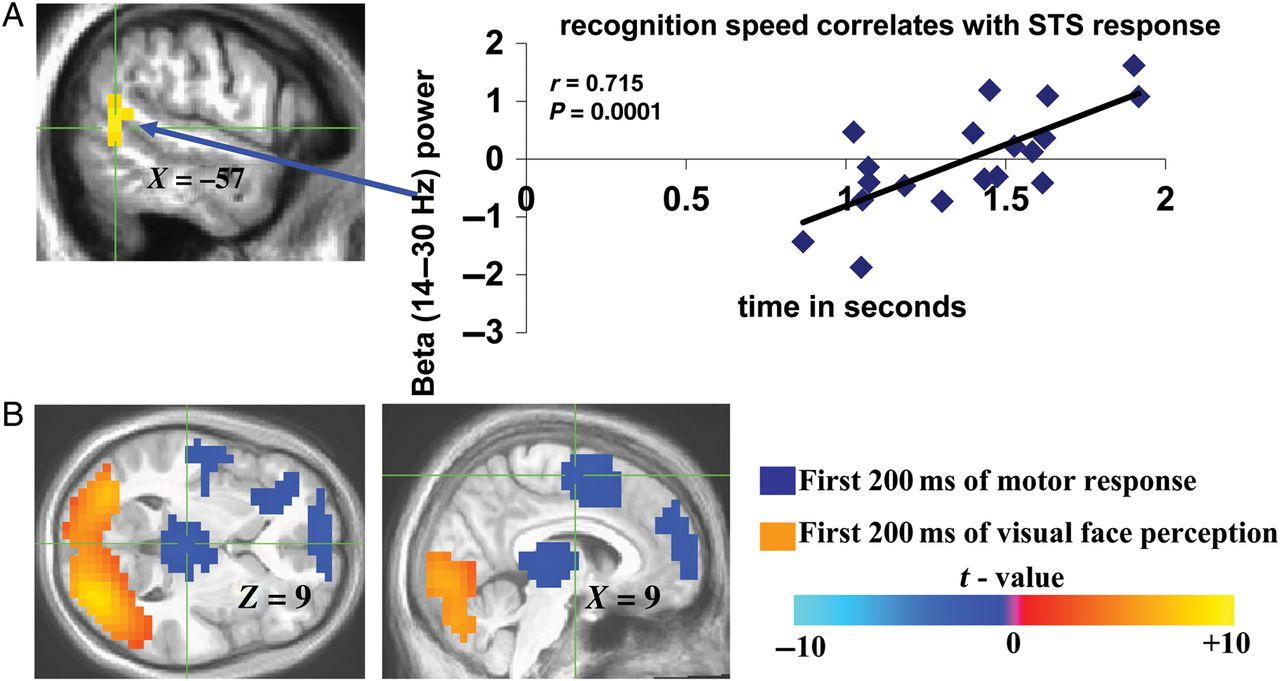 A
X = –57
recognition speed correlates with STS response
r = 0.715
P = 0.0001
Beta (14–30 Hz) power
2
1
0
–1
–2
–3
0
0.5
1
1.5
2
time in seconds
B
Z = 9
X = 9
First 200 ms of motor response
First 200 ms of visual face perception
t - value
–10
0
+10